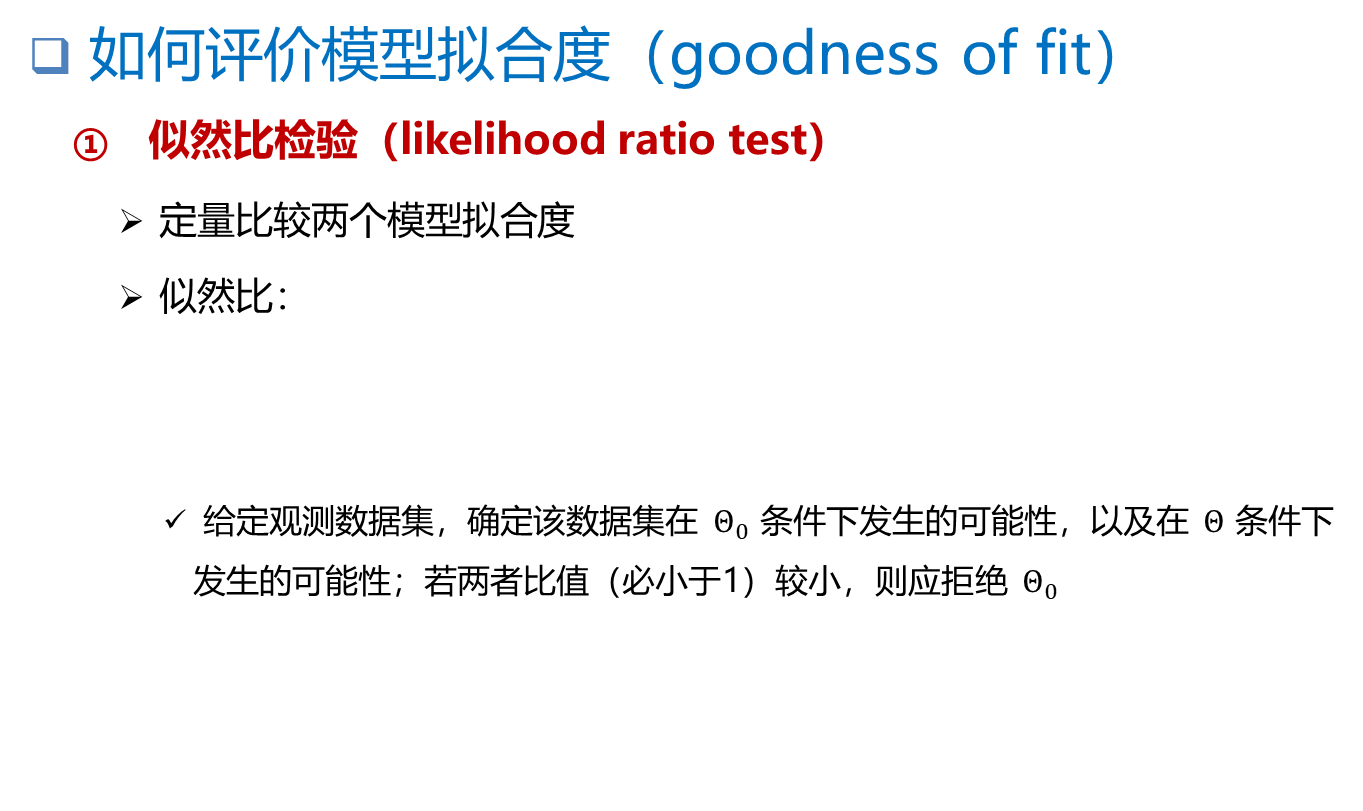 ❑ 如何评价模型拟合度（goodness of fit）
① 似然比检验（likelihood ratio test）
➢ 定量比较两个模型拟合度
➢ 似然比：
✓ 给定观测数据集，确定该数据集在 Θ₀ 条件下发生的可能性，以及在 Θ 条件下
发生的可能性；若两者比值（必小于1）较小，则应拒绝 Θ₀